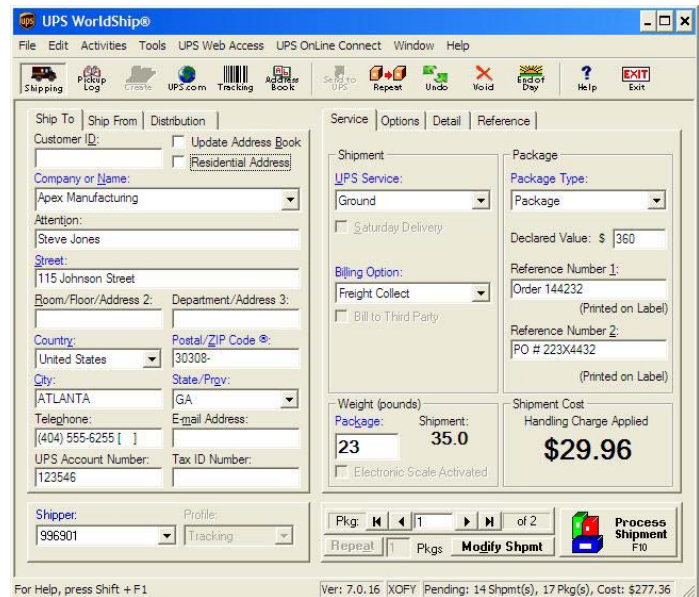 UPS WorldShip®
File Edit Activities Tools UPS Web Access UPS OnLine Connect Window Help
Shipping Pickup Log Create UPS.com Tracking Address Book Send to UPS Repeat Undo Void End of Day Help Exit
EXIT
Ship To Ship From Distribution
Customer ID:
Update Address Book
Residential Address
Company or Name:
Apex Manufacturing
Attention:
Steve Jones
Street:
115 Johnson Street
Room/Floor/Address 2: Department/Address 3:
Country: Postal/ZIP Code ®:
United States 30308-
City: State/Prov:
ATLANTA GA
Telephone: E-mail Address:
(404) 555-6255 [ ]
UPS Account Number: Tax ID Number:
123546
Shipper: Profile:
996901 Tracking
Service Options Detail Reference
Shipment
UPS Service:
Ground
Saturday Delivery
Billing Option:
Freight Collect
Bill to Third Party
Package
Package Type:
Package
Declared Value: $ 360
Reference Number 1:
Order 144232
(Printed on Label)
Reference Number 2:
PO # 223X4432
(Printed on Label)
Weight (pounds)
Package: Shipment:
23 35.0
Electronic Scale Activated
Shipment Cost
Handling Charge Applied
$29.96
Pkg: 1 of 2
Repeat 1 Pkgs Modify Shpmt
Process Shipment
F10
For Help, press Shift + F1 Ver: 7.0.16 XOFY Pending: 14 Shpmt(s), 17 Pkg(s), Cost: $277.36